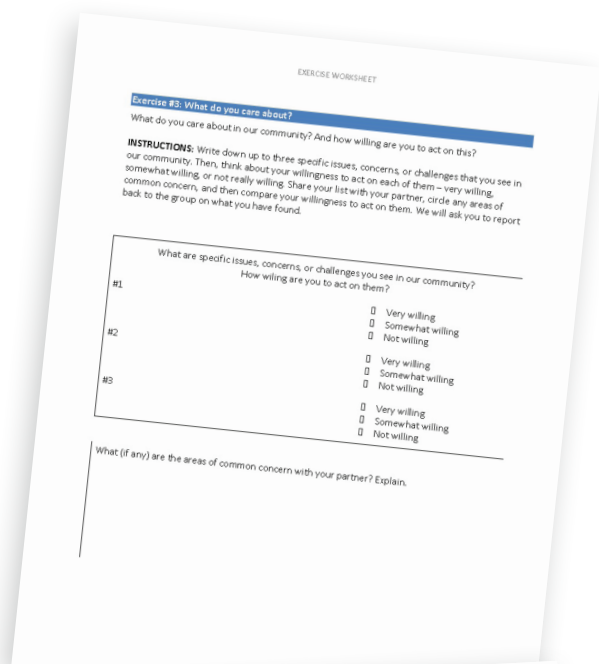 EXERCISE WORKSHEET
Exercise #3: What do you care about?
What do you care about in our community? And how willing are you to act on this?
INSTRUCTIONS: Write down up to three specific issues, concerns, or challenges that you see in
our community. Then, think about your willingness to act on each of them – very willing,
somewhat willing, or not really willing. Share your list with your partner, circle any areas of
common concern, and then compare your willingness to act on them. We will ask you to report
back to the group on what you have found.
What are specific issues, concerns, or challenges you see in our community?
How wiling are you to act on them?
#1
Very willing
Somewhat willing
Not willing
#2
Very willing
Somewhat willing
Not willing
#3
Very willing
Somewhat willing
Not willing
What (if any) are the areas of common concern with your partner? Explain.